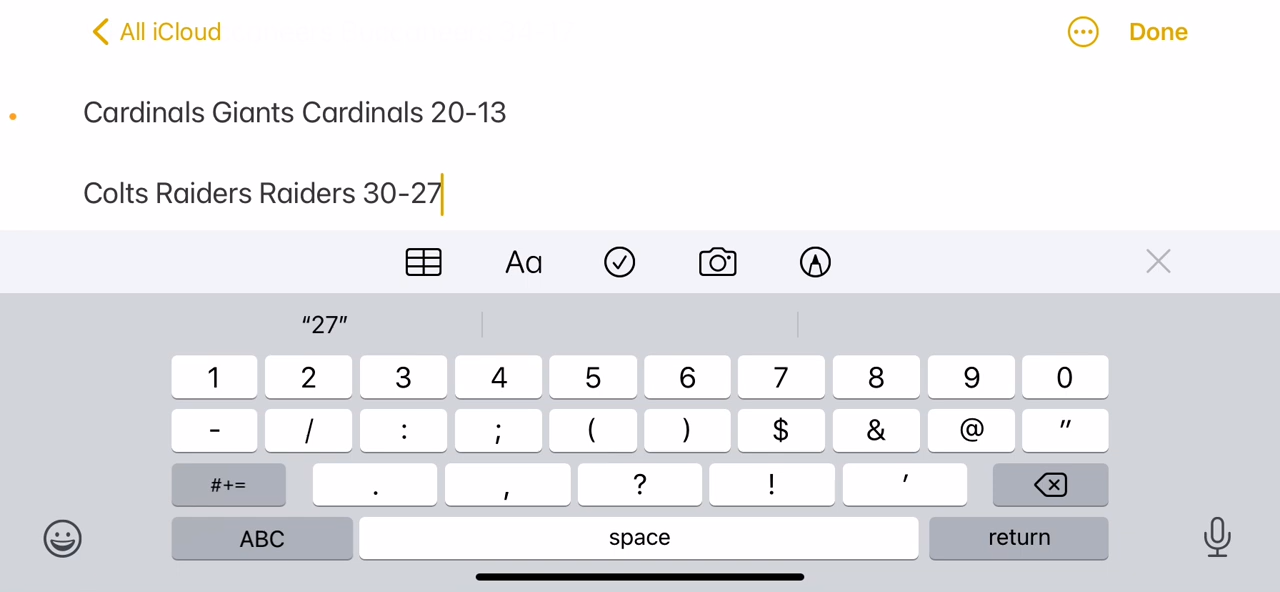 All iCloud
Done
Cardinals Giants Cardinals 20-13
Colts Raiders Raiders 30-27
Aa
“27”
1 2 3 4 5 6 7 8 9 0
- / : ; ( ) $ & @ "
#+= . , ? ! '
ABC space return